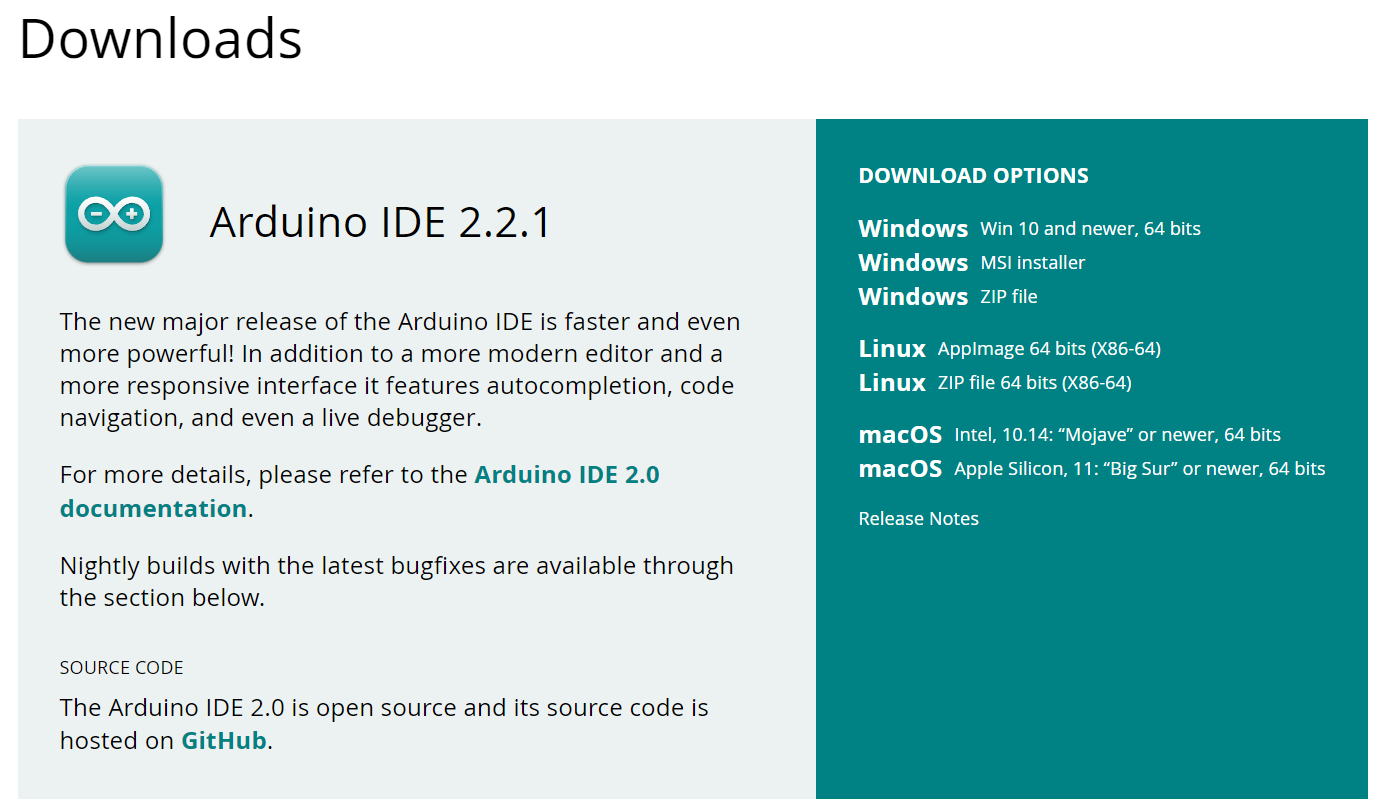 Downloads
Arduino IDE 2.2.1
The new major release of the Arduino IDE is faster and even
more powerful! In addition to a more modern editor and a
more responsive interface it features autocompletion, code
navigation, and even a live debugger.
For more details, please refer to the Arduino IDE 2.0
documentation.
Nightly builds with the latest bugfixes are available through
the section below.
SOURCE CODE
The Arduino IDE 2.0 is open source and its source code is
hosted on GitHub.
DOWNLOAD OPTIONS
Windows Win 10 and newer, 64 bits
Windows MSI installer
Windows ZIP file
Linux AppImage 64 bits (X86-64)
Linux ZIP file 64 bits (X86-64)
macOS Intel, 10.14: “Mojave” or newer, 64 bits
macOS Apple Silicon, 11: “Big Sur” or newer, 64 bits
Release Notes